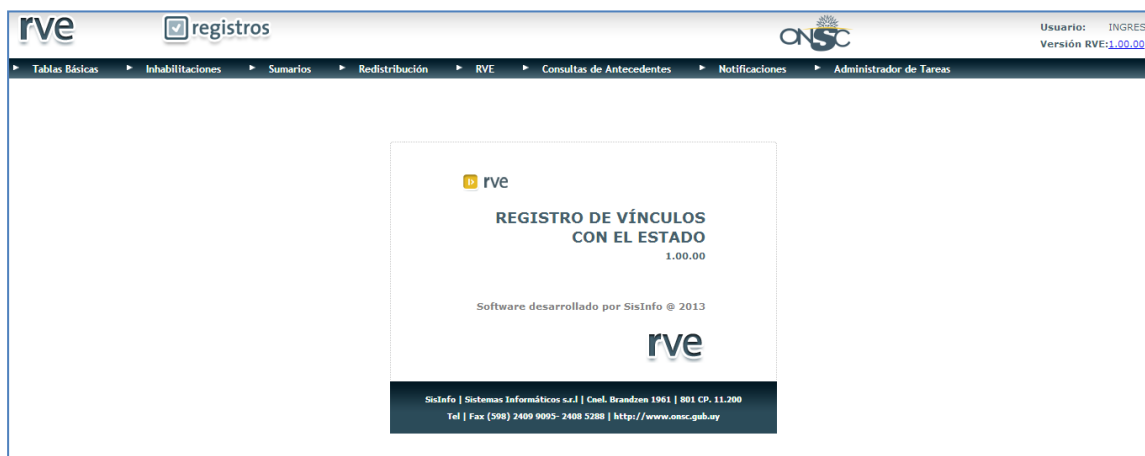 rve registros ONSC Usuario: INGRES
Versión RVE:1.00.00
Tablas Básicas Inhabilitaciones Sumarios Redistribución RVE Consultas de Antecedentes Notificaciones Administrador de Tareas
rve
REGISTRO DE VÍNCULOS
CON EL ESTADO
1.00.00
Software desarrollado por SisInfo @ 2013
rve
SisInfo | Sistemas Informáticos s.r.l | Cnel. Brandzen 1961 | 801 CP. 11.200
Tel | Fax (598) 2409 9095- 2408 5288 | http://www.onsc.gub.uy